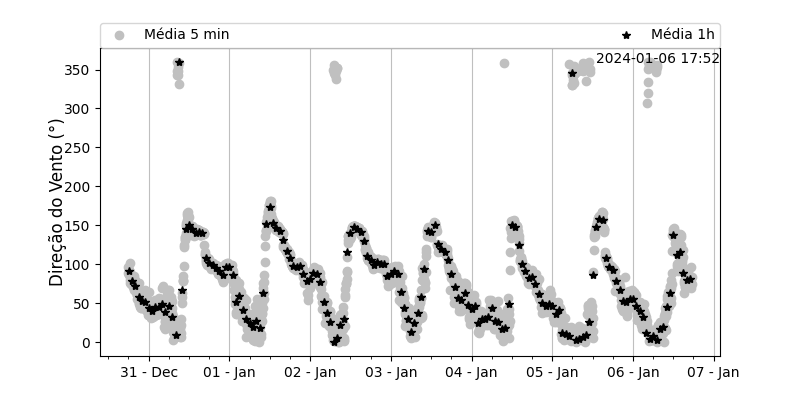 Média 5 min
Média 1h
2024-01-06 17:52
Direção do Vento (°)
350
300
250
200
150
100
50
0
31 - Dec
01 - Jan
02 - Jan
03 - Jan
04 - Jan
05 - Jan
06 - Jan
07 - Jan